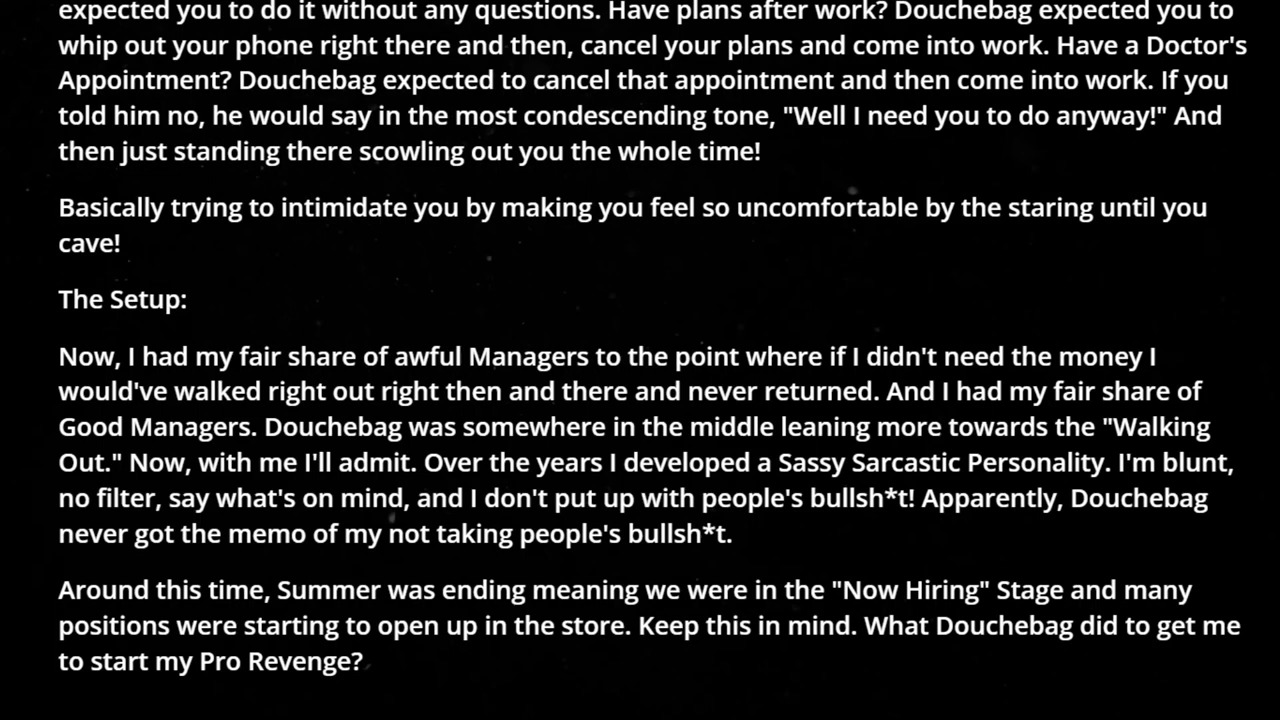 expected you to do it without any questions. Have plans after work? Douchebag expected you to
whip out your phone right there and then, cancel your plans and come into work. Have a Doctor's
Appointment? Douchebag expected to cancel that appointment and then come into work. If you
told him no, he would say in the most condescending tone, "Well I need you to do anyway!" And
then just standing there scowling out you the whole time!
Basically trying to intimidate you by making you feel so uncomfortable by the staring until you
cave!
The Setup:
Now, I had my fair share of awful Managers to the point where if I didn't need the money I
would've walked right out right then and there and never returned. And I had my fair share of
Good Managers. Douchebag was somewhere in the middle leaning more towards the "Walking
Out." Now, with me I'll admit. Over the years I developed a Sassy Sarcastic Personality. I'm blunt,
no filter, say what's on mind, and I don't put up with people's bullsh*t! Apparently, Douchebag
never got the memo of my not taking people's bullsh*t.
Around this time, Summer was ending meaning we were in the "Now Hiring" Stage and many
positions were starting to open up in the store. Keep this in mind. What Douchebag did to get me
to start my Pro Revenge?